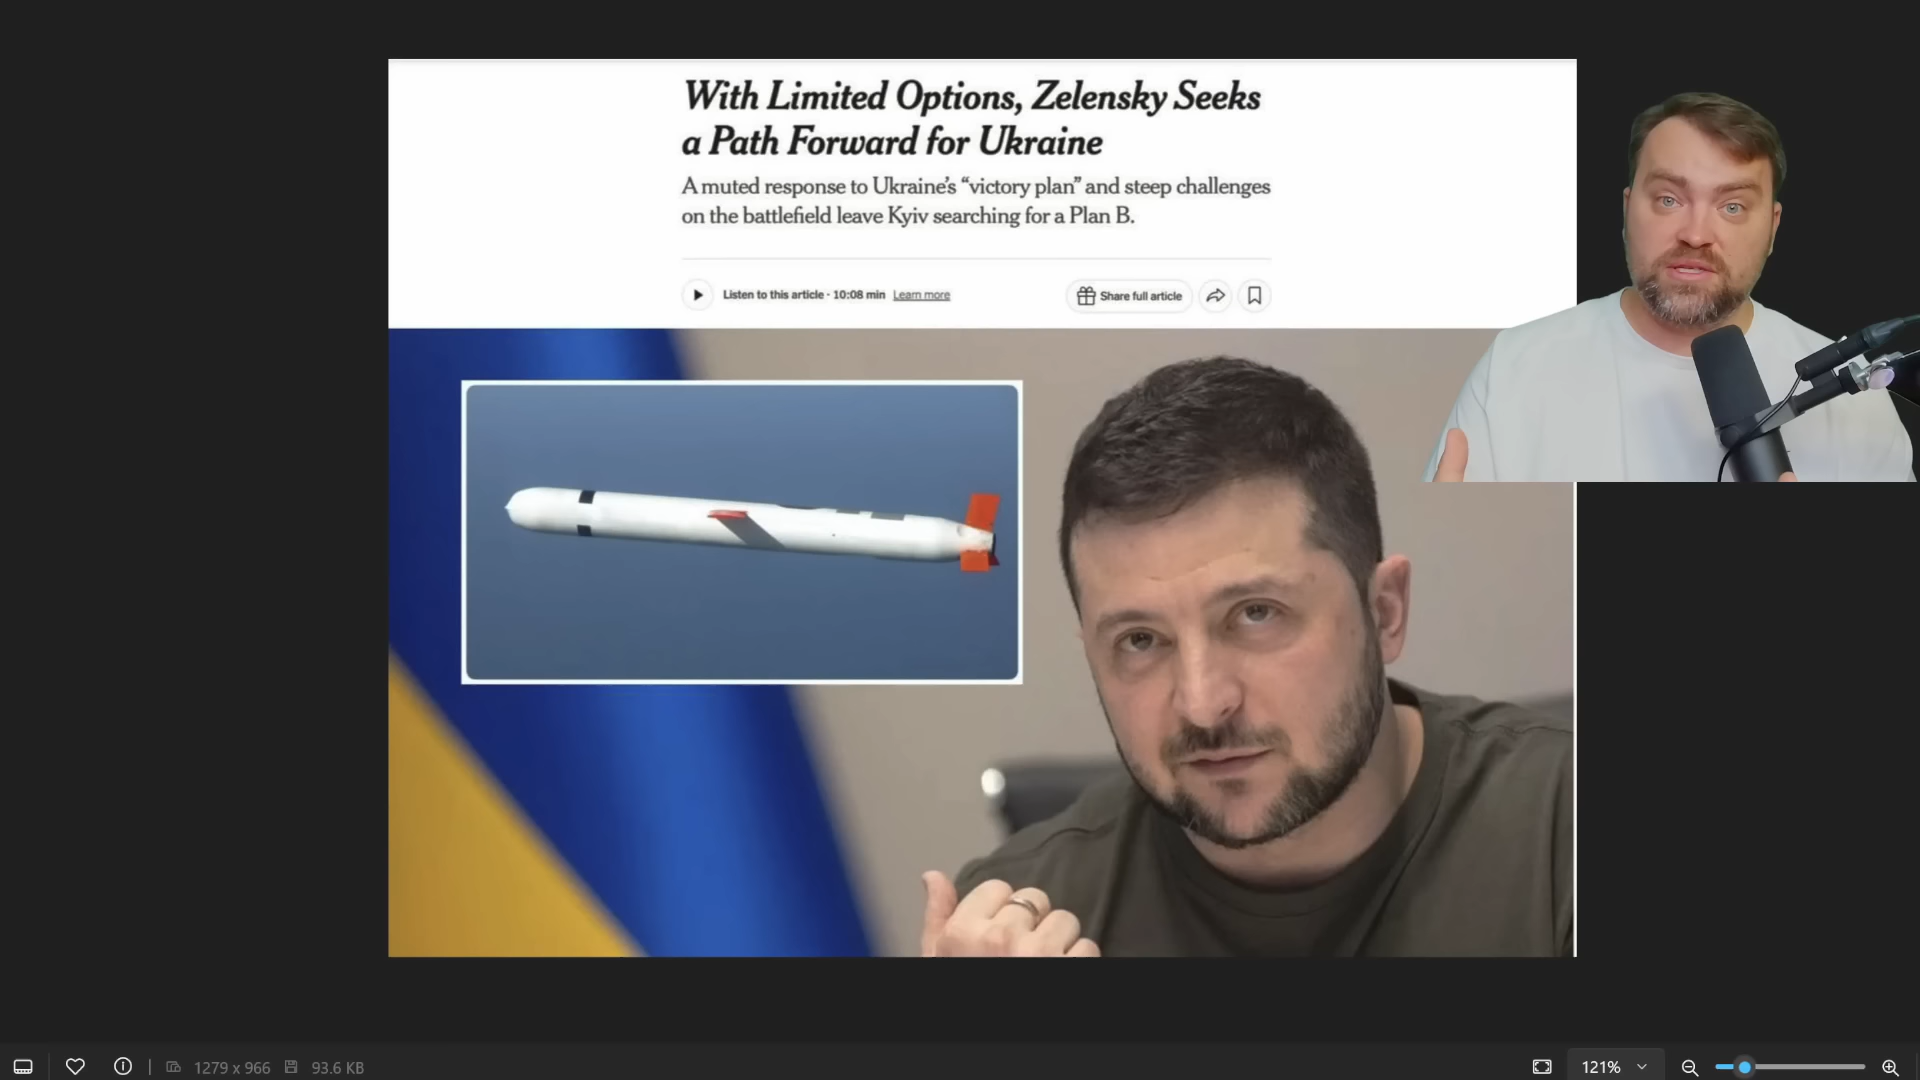 With Limited Options, Zelensky Seeks
a Path Forward for Ukraine
A muted response to Ukraine's “victory plan” and steep challenges
on the battlefield leave Kyiv searching for a Plan B.
Listen to this article · 10:08 min Learn more
Share full article
1279 x 966 93.6 KB
121%